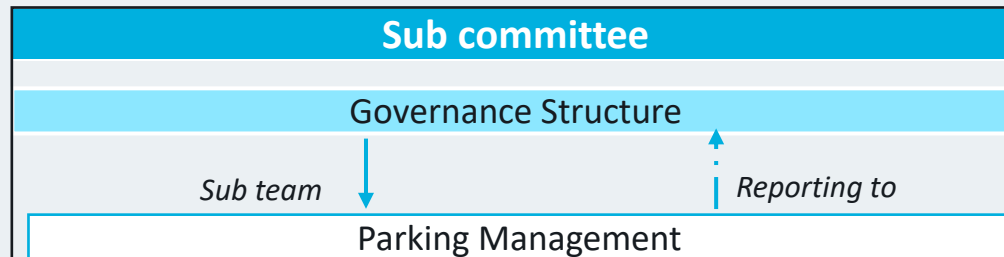 Sub committee
Governance Structure
Sub team
Reporting to
Parking Management